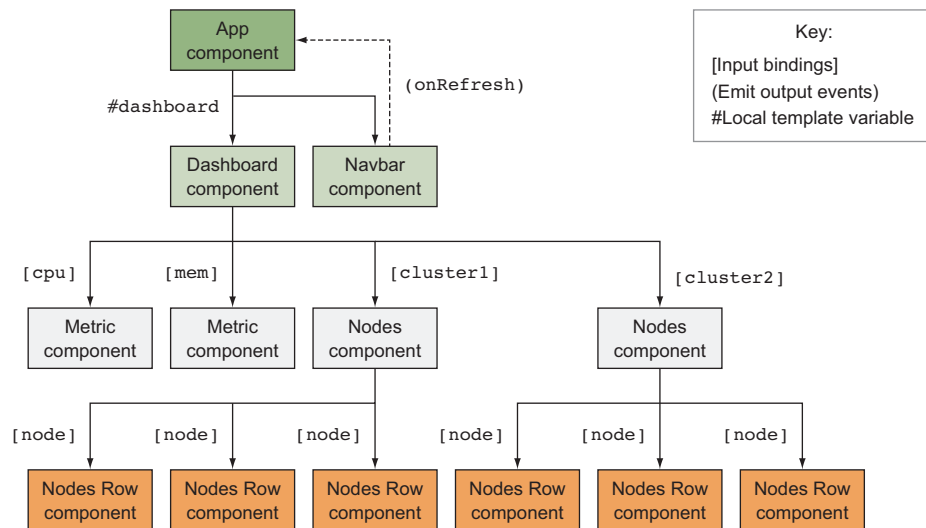 App
component
Key:
[Input bindings]
(Emit output events)
#Local template variable
(onRefresh)
#dashboard
Dashboard
component
Navbar
component
[cpu]
[mem]
[cluster1]
[cluster2]
Metric
component
Metric
component
Nodes
component
Nodes
component
[node]
[node]
[node]
[node]
[node]
[node]
Nodes Row
component
Nodes Row
component
Nodes Row
component
Nodes Row
component
Nodes Row
component
Nodes Row
component